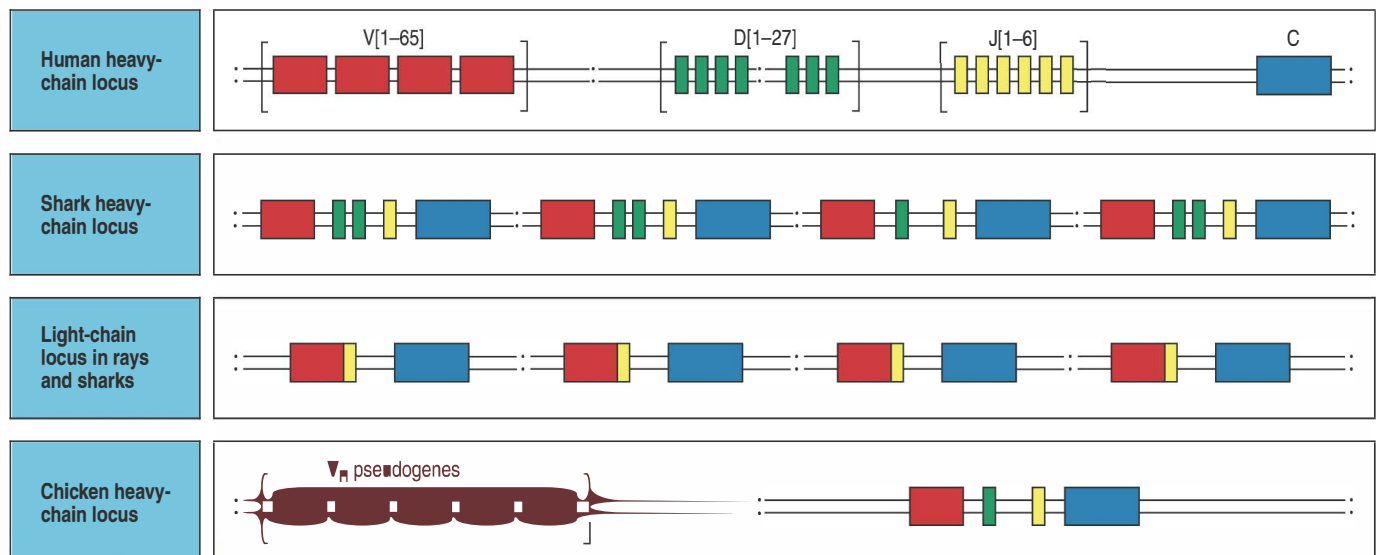 Human heavy-
chain locus
V[1–65]
D[1–27]
J[1–6]
C
Shark heavy-
chain locus
Light-chain
locus in rays
and sharks
Chicken heavy-
chain locus
pseudogenes